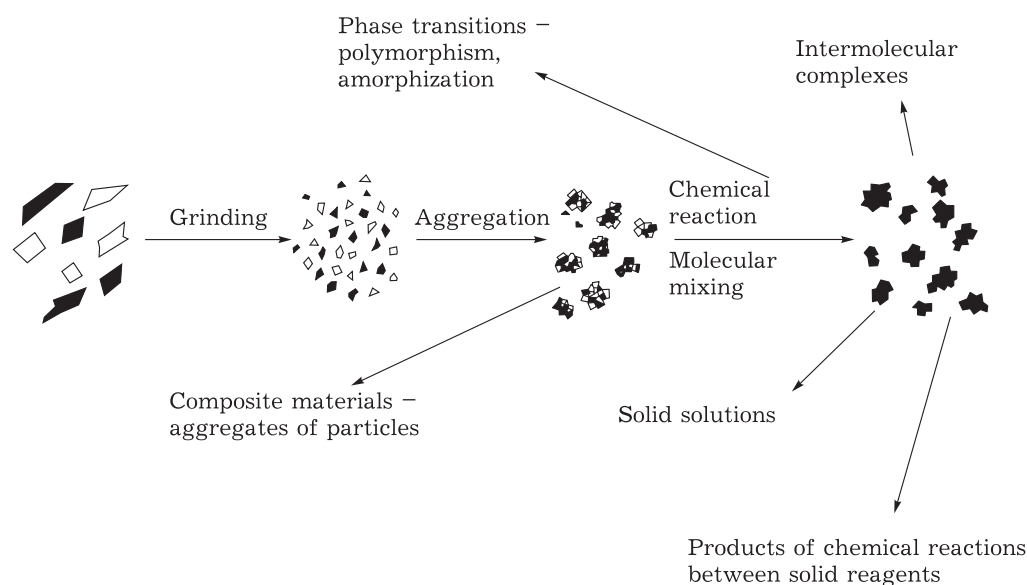 Phase transitions –
polymorphism,
amorphization
Intermolecular
complexes
Grinding
Aggregation
Chemical
reaction
Molecular
mixing
Composite materials –
aggregates of particles
Solid solutions
Products of chemical reactions
between solid reagents